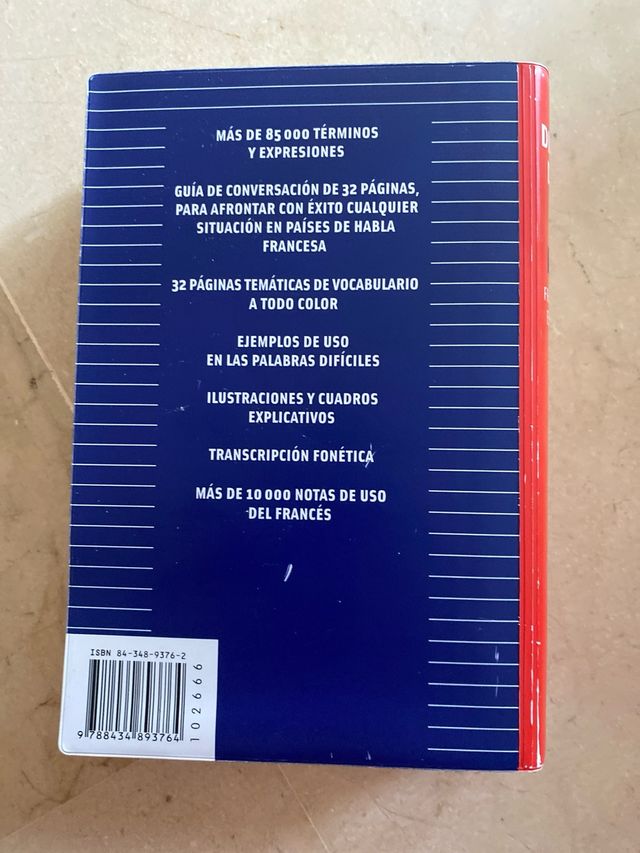 MÁS DE 85 000 TÉRMINOS
Y EXPRESIONES
GUÍA DE CONVERSACIÓN DE 32 PÁGINAS,
PARA AFRONTAR CON ÉXITO CUALQUIER
SITUACIÓN EN PAÍSES DE HABLA
FRANCESA
32 PÁGINAS TEMÁTICAS DE VOCABULARIO
A TODO COLOR
EJEMPLOS DE USO
EN LAS PALABRAS DIFÍCILES
ILUSTRACIONES Y CUADROS
EXPLICATIVOS
TRANSCRIPCIÓN FONÉTICA
MÁS DE 10 000 NOTAS DE USO
DEL FRANCÉS
ISBN 84-348-9376-2
9 788434 893764
102666